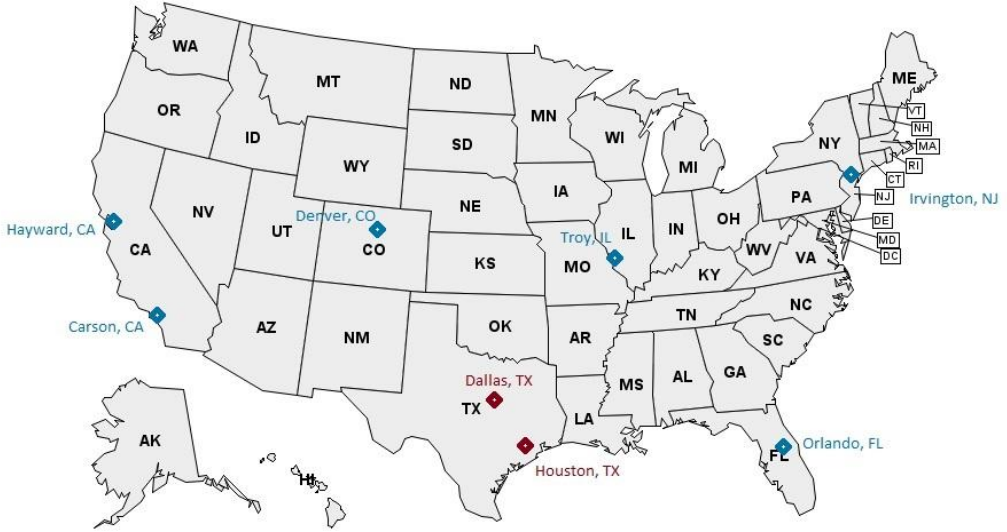 WA
MT
ND
MN
ME
VT
NH
MA
RI
CT
NJ
OR
ID
SD
WI
MI
NY
WY
IA
PA
Irvington, NJ
DE
MD
DC
NE
Hayward, CA
NV
UT
Denver, CO
CO
Troy, IL
IL
IN
OH
WV
VA
CA
KS
MO
KY
Carson, CA
AZ
NM
OK
AR
TN
NC
SC
Dallas, TX
TX
MS
AL
GA
LA
AK
HI
Houston, TX
FL
Orlando, FL